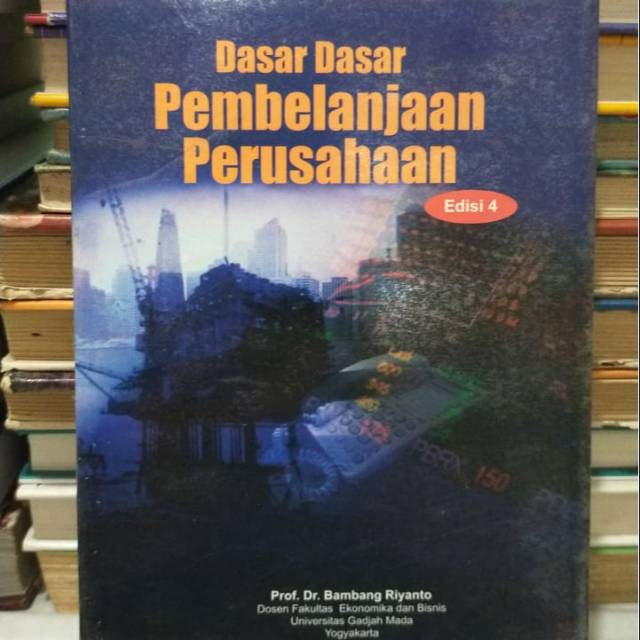 Dasar Dasar
Pembelanjaan
Perusahaan
Edisi 4
150
Prof. Dr. Bambang Riyanto
Dosen Fakultas Ekonomika dan Bisnis
Universitas Gadjah Mada
Yogyakarta